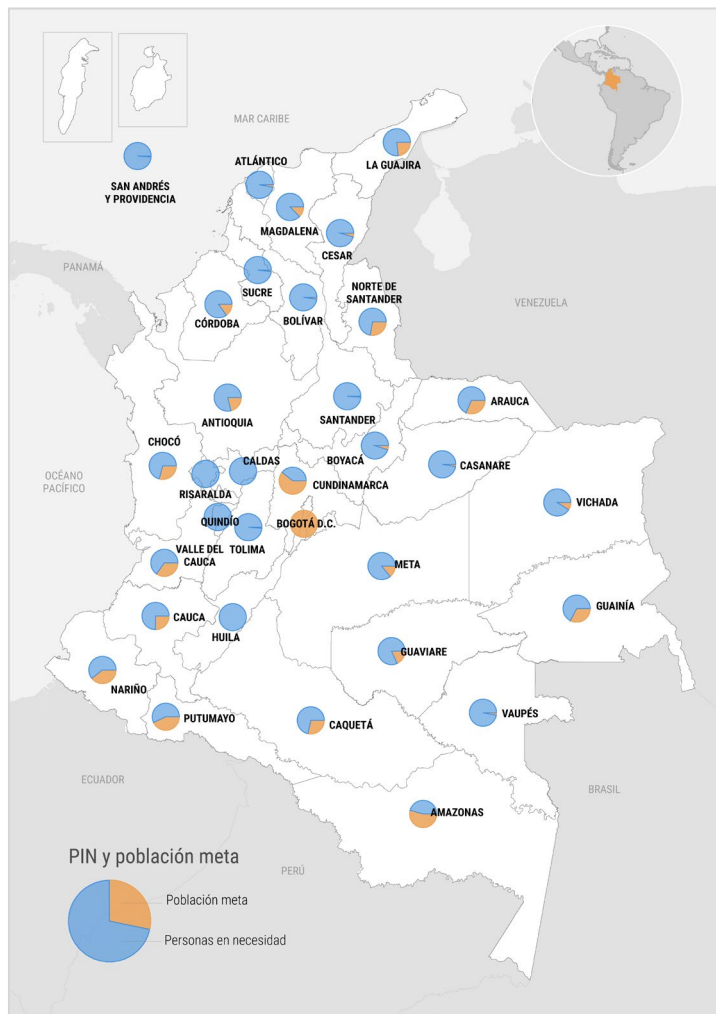 MAR CARIBE
SAN ANDRÉS
Y PROVIDENCIA
ATLÁNTICO
LA GUAJIRA
MAGDALENA
CESAR
PANAMÁ
SUCRE
NORTE DE
SANTANDER
VENEZUELA
CÓRDOBA
BOLÍVAR
ANTIOQUIA
SANTANDER
ARAUCA
CHOCÓ
BOYACÁ
CASANARE
CALDAS
OCÉANO
PACÍFICO
RISARALDA
CUNDINAMARCA
VICHADA
QUINDÍO
BOGOTÁ D.C.
TOLIMA
VALLE DEL
CAUCA
META
GUAINÍA
CAUCA
HUILA
GUAVIARE
NARIÑO
PUTUMAYO
CAQUETÁ
VAUPÉS
ECUADOR
BRASIL
AMAZONAS
PIN y población meta
PERÚ
Población meta
Personas en necesidad